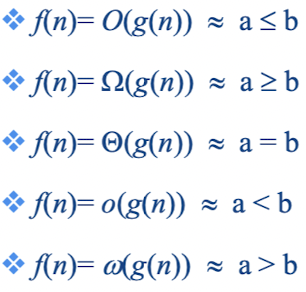 ❖ f(n)= O(g(n)) ≈ a ≤ b
❖ f(n)= Ω(g(n)) ≈ a ≥ b
❖ f(n)= Θ(g(n)) ≈ a = b
❖ f(n)= o(g(n)) ≈ a < b
❖ f(n)= ω(g(n)) ≈ a > b